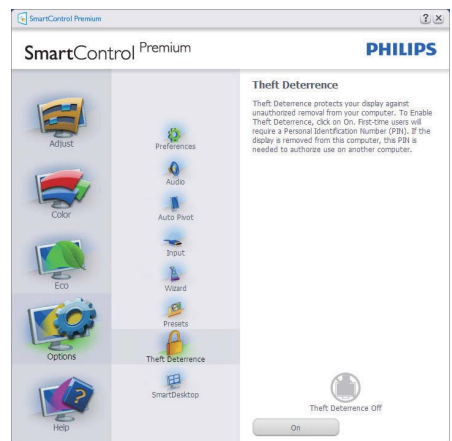 SmartControl Premium
SmartControl Premium
PHILIPS
Adjust
Color
Eco
Options
Help
Preferences
Audio
Auto Pivot
Input
Wizard
Presets
Theft Deterrence
SmartDesktop
Theft Deterrence
Theft Deterrence protects your display against
unauthorized removal from your computer. To Enable
Theft Deterrence, click on On. First-time users will
require a Personal Identification Number (PIN). If the
display is removed from this computer, this PIN is
needed to authorize use on another computer.
Theft Deterrence Off
On